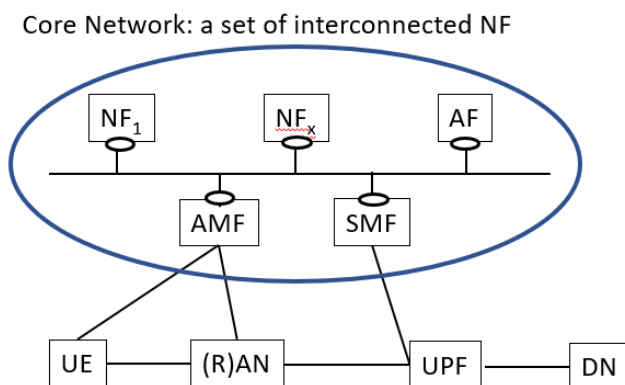 Core Network: a set of interconnected NF
NF₁ NFₓ AF
AMF SMF
UE (R)AN UPF DN